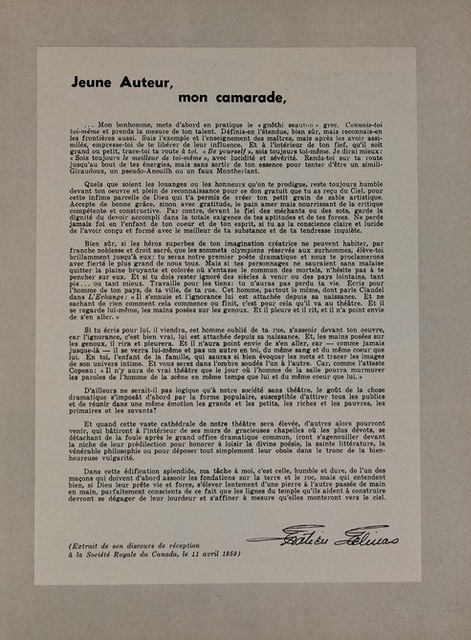 Jeune Auteur,
mon camarade,
... Mon bonhomme, mets d'abord en pratique le «gnôthi seauton» grec. Connais-toi
toi-même et prends la mesure de ton talent. Définis-en l'étendue, bien sûr, mais reconnais-en
les frontières aussi. Suis l'exemple et l'enseignement des maîtres, mais après les avoir assi-
milés, empresse-toi de te libérer de leur influence. Et à l'intérieur de ton fief, qu'il soit
grand ou petit, trace-toi ta route à toi. «Be yourself», sois toujours toi-même. Je dirai mieux:
«Sois toujours le meilleur de toi-même», avec lucidité et sévérité. Rends-toi sur ta route
jusqu'au bout de tes énergies, mais sans sortir de ton essence pour tenter d'être un simili-
Giraudoux, un pseudo-Anouilh ou un faux Montherlant.
Quels que soient les louanges ou les honneurs qu'on te prodigue, reste toujours humble
devant ton oeuvre et plein de reconnaissance pour ce don gratuit que tu as reçu du Ciel, pour
cette infime parcelle de Dieu qui t'a permis de créer ton petit grain de sable artistique.
Accepte de bonne grâce, sinon avec gratitude, le pain amer mais nourrissant de la critique
compétente et constructive. Par contre, devant le fiel des méchants ou des sots, garde la
dignité du devoir accompli dans la totale exigence de tes aptitudes et de tes forces. Ne perds
jamais foi en l'enfant de ton coeur et de ton esprit, si tu as la conscience claire et lucide
de l'avoir conçu et formé avec le meilleur de ta substance et de ta tendresse inquiète.
Bien sûr, si les héros superbes de ton imagination créatrice ne peuvent habiter, par
franche noblesse et droit sacré, que les sommets olympiens réservés aux surhommes, élève-toi
brillamment jusqu'à eux: tu seras notre premier poète dramatique et nous te proclamerons
avec fierté le plus grand de nous tous. Mais si tes personnages ne sauraient sans malaise
quitter la plaine bruyante et colorée où s'entasse le commun des mortels, n'hésite pas à te
pencher sur eux. Et si tu dois rester ignoré des siècles à venir ou des pays lointains, tant
pis... ou tant mieux. Travaille pour les tiens: tu n'auras pas perdu ta vie. Ecris pour
l'homme de ton pays, de ta ville, de ta rue. Cet homme, partout le même, dont parle Claudel
dans L'Echange: «Il s'ennuie et l'ignorance lui est attachée depuis sa naissance. Et ne
sachant de rien comment cela commence ou finit, c'est pour cela qu'il va au théâtre. Et il
se regarde lui-même, les mains posées sur les genoux. Et il pleure et il rit, et il n'a point envie
de s'en aller.»
Si tu écris pour lui, il viendra, cet homme oublié de ta rue, s'asseoir devant ton oeuvre,
car l'ignorance, c'est bien vrai, lui est attachée depuis sa naissance. Et, les mains posées sur
les genoux, il rira et pleurera. Et il n'aura point envie de s'en aller, car — comme jamais
jusque-là — il se verra lui-même et pas un autre en toi, du même sang et du même coeur que
lui. En toi, l'enfant de la famille, qui sauras si bien évoquer les mots et tracer les images
de son univers intime. Et vous serez dans l'ombre soudés l'un à l'autre. Car, comme l'atteste
Copeau: «Il n'y aura de vrai théâtre que le jour où l'homme de la salle pourra murmurer
les paroles de l'homme de la scène en même temps que lui et du même coeur que lui.»
D'ailleurs ne serait-il pas logique qu'à notre société sans théâtre, le goût de la chose
dramatique s'imposât d'abord par la forme populaire, susceptible d'attirer tous les publics
et de réunir dans une même émotion les grands et les petits, les riches et les pauvres, les
primaires et les savants?
Et quand cette vaste cathédrale de notre théâtre sera élevée, d'autres alors pourront
venir, qui bâtiront à l'intérieur de ses murs de gracieuses chapelles où les plus dévots, se
détachant de la foule après le grand office dramatique commun, iront s'agenouiller devant
la niche de leur prédilection pour honorer à loisir la divine poésie, la sainte littérature, la
vénérable philosophie ou pour déposer tout simplement leur obole dans le tronc de la bien-
heureuse vulgarité.
Dans cette édification splendide, ma tâche à moi, c'est celle, humble et dure, de l'un des
maçons qui doivent d'abord asseoir les fondations sur la terre et le roc, mais qui entendent
bien, si Dieu leur prête vie et force, s'élever lentement d'une pierre à l'autre passée de main
en main, parfaitement conscients de ce fait que les lignes du temple qu'ils aident à construire
devront se dégager de leur lourdeur et s'affiner à mesure qu'elles monteront vers le ciel.
Gratien Gélinas
(Extrait de son discours de réception
à la Société Royale du Canada, le 11 avril 1959)